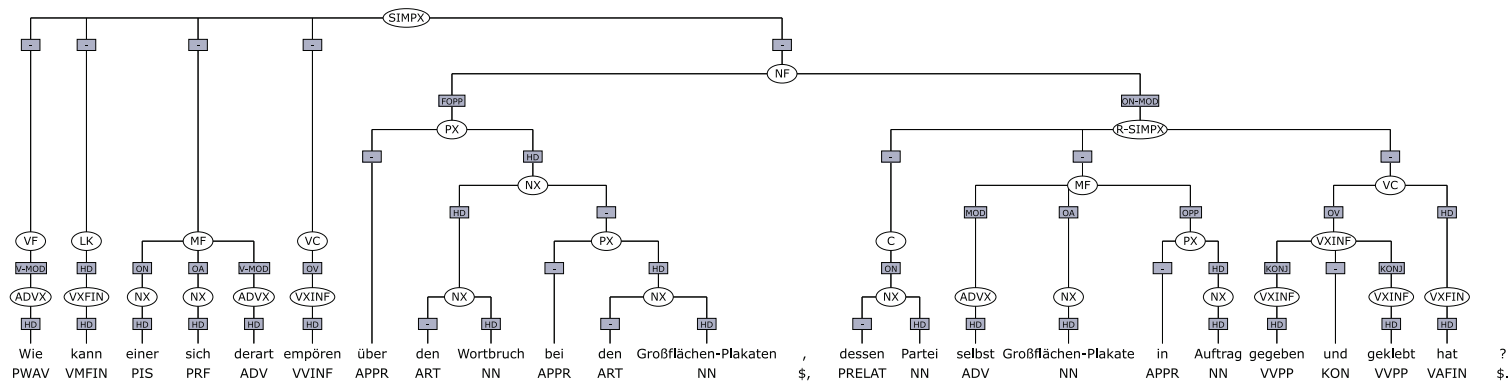 SIMPX
- - - - -
NF
FOPP ON-MOD
PX R-SIMPX
- HD - - -
NX MF VC
HD - MOD OA OPP OV HD
VF LK MF VC PX C PX VXINF
V-MOD HD ON OA V-MOD OV - HD ON - HD KONJ - KONJ
ADVX VXFIN NX NX ADVX VXINF NX NX NX ADVX NX NX VXINF VXINF VXFIN
HD HD HD HD HD HD - HD - HD - HD HD HD HD HD HD HD
Wie kann einer sich derart empören über den Wortbruch bei den Großflächen-Plakaten , dessen Partei selbst Großflächen-Plakate in Auftrag gegeben und geklebt hat ?
PWAV VMFIN PIS PRF ADV VVINF APPR ART NN APPR ART NN $, PRELAT NN ADV NN APPR NN VVPP KON VVPP VAFIN $.